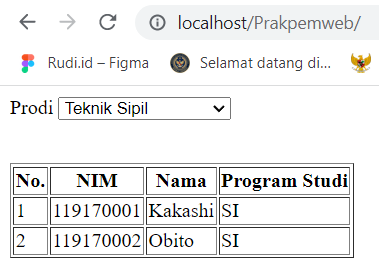 localhost/Prakpemweb/
Rudi.id – Figma Selamat datang di...
Prodi Teknik Sipil
No. NIM Nama Program Studi
1 119170001 Kakashi SI
2 119170002 Obito SI